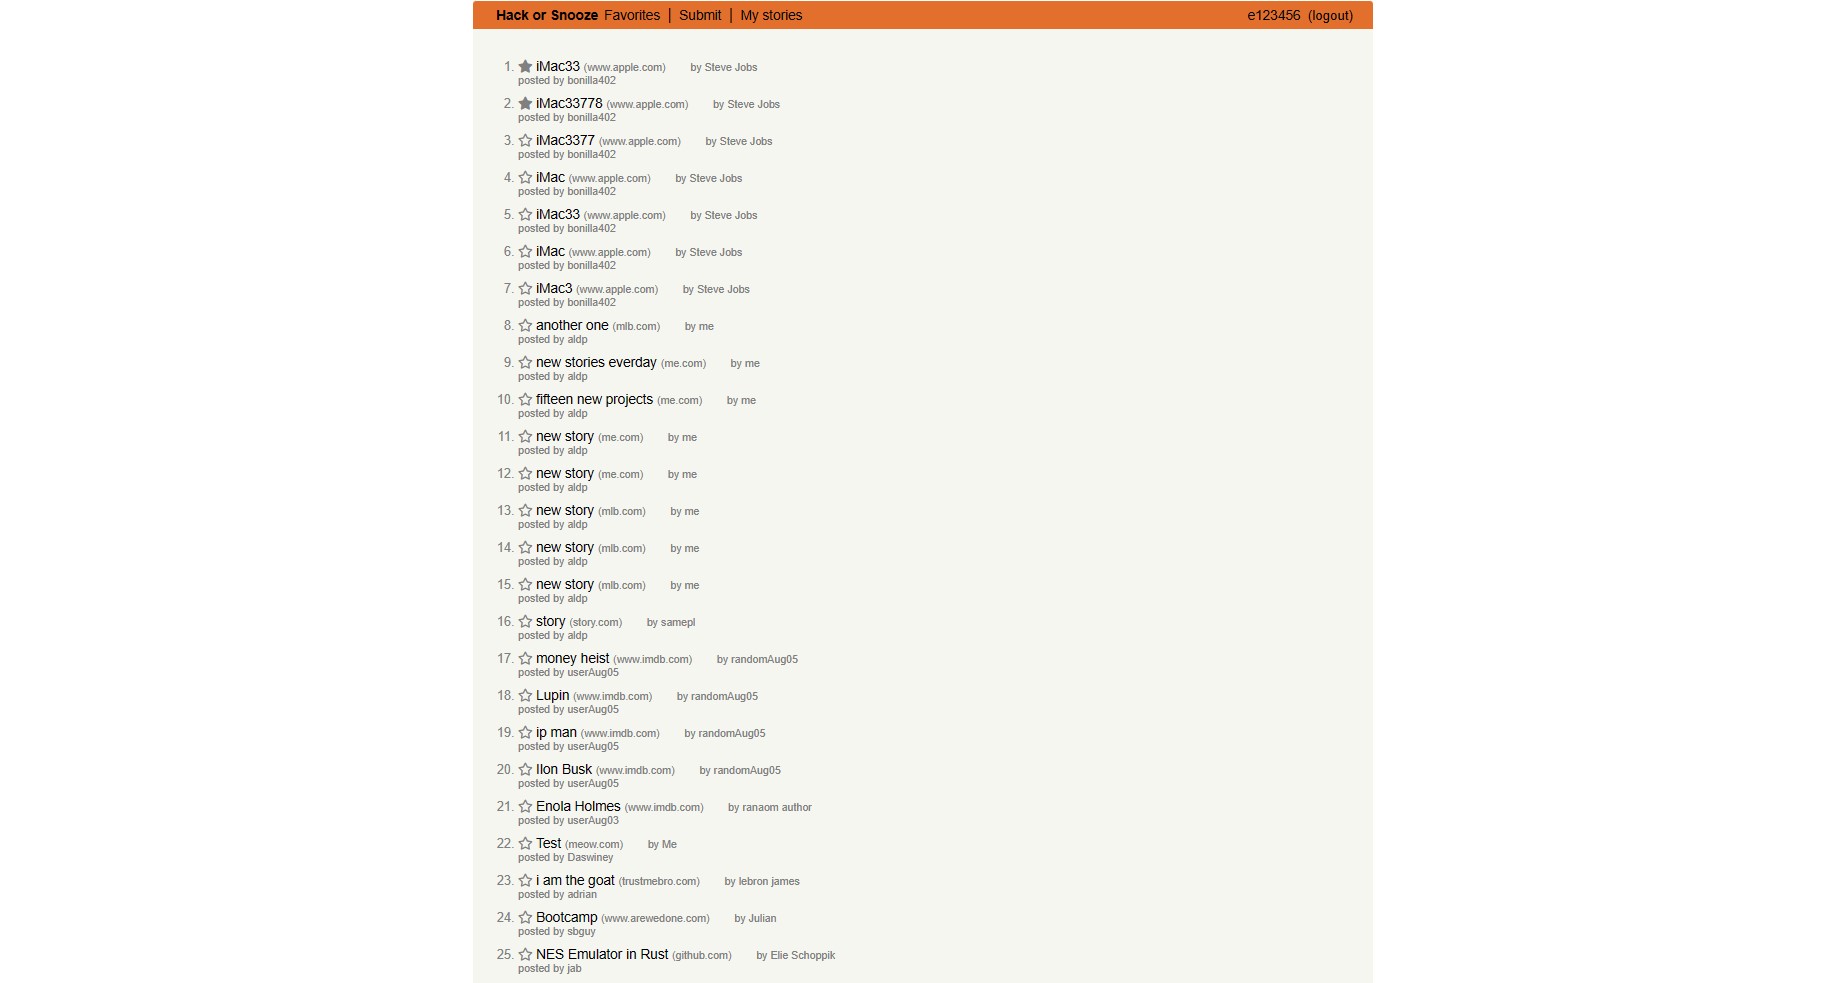 Hack or Snooze Favorites | Submit | My stories e123456 (logout)
1. iMac33 (www.apple.com) by Steve Jobs
posted by bonilla402
2. iMac33778 (www.apple.com) by Steve Jobs
posted by bonilla402
3. iMac3377 (www.apple.com) by Steve Jobs
posted by bonilla402
4. iMac (www.apple.com) by Steve Jobs
posted by bonilla402
5. iMac33 (www.apple.com) by Steve Jobs
posted by bonilla402
6. iMac (www.apple.com) by Steve Jobs
posted by bonilla402
7. iMac3 (www.apple.com) by Steve Jobs
posted by bonilla402
8. another one (mlb.com) by me
posted by aldp
9. new stories everday (me.com) by me
posted by aldp
10. fifteen new projects (me.com) by me
posted by aldp
11. new story (me.com) by me
posted by aldp
12. new story (me.com) by me
posted by aldp
13. new story (mlb.com) by me
posted by aldp
14. new story (mlb.com) by me
posted by aldp
15. new story (mlb.com) by me
posted by aldp
16. story (story.com) by samepl
posted by aldp
17. money heist (www.imdb.com) by randomAug05
posted by userAug05
18. Lupin (www.imdb.com) by randomAug05
posted by userAug05
19. ip man (www.imdb.com) by randomAug05
posted by userAug05
20. Ilon Busk (www.imdb.com) by randomAug05
posted by userAug05
21. Enola Holmes (www.imdb.com) by ranaom author
posted by userAug03
22. Test (meow.com) by Me
posted by Daswiney
23. i am the goat (trustmebro.com) by lebron james
posted by adrian
24. Bootcamp (www.arewedone.com) by Julian
posted by sbguy
25. NES Emulator in Rust (github.com) by Elie Schoppik
posted by jab